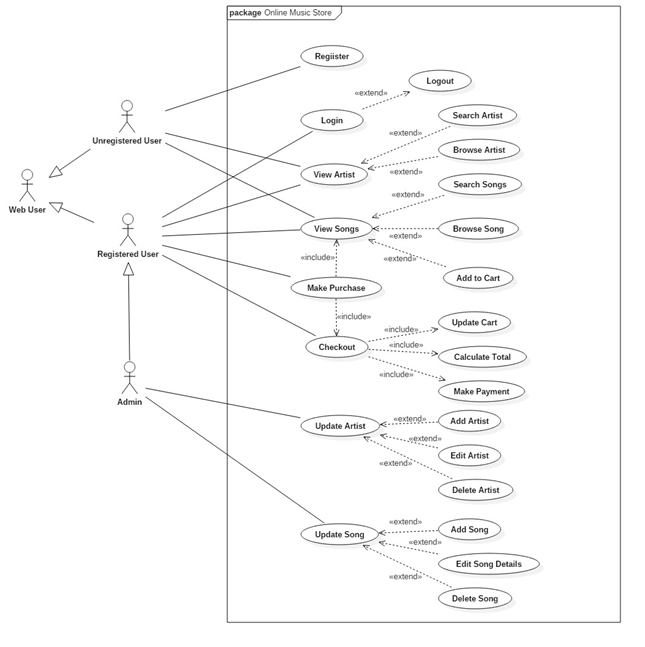 package Online Music Store
Regiister
Logout
«extend»
Login
Search Artist
«extend»
Unregistered User
Browse Artist
View Artist
«extend»
Search Songs
«extend»
Web User
View Songs
Browse Song
«extend»
Registered User
«include»
«extend»
Add to Cart
Make Purchase
«include»
Update Cart
«include»
Checkout
«include»
Calculate Total
«include»
Make Payment
Admin
«extend»
Add Artist
Update Artist
«extend»
Edit Artist
«extend»
Delete Artist
«extend»
Add Song
Update Song
«extend»
Edit Song Details
«extend»
Delete Song